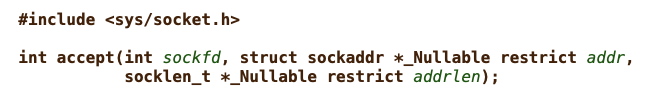 #include <sys/socket.h>
int accept(int sockfd, struct sockaddr *_Nullable restrict addr,
socklen_t *_Nullable restrict addrlen);